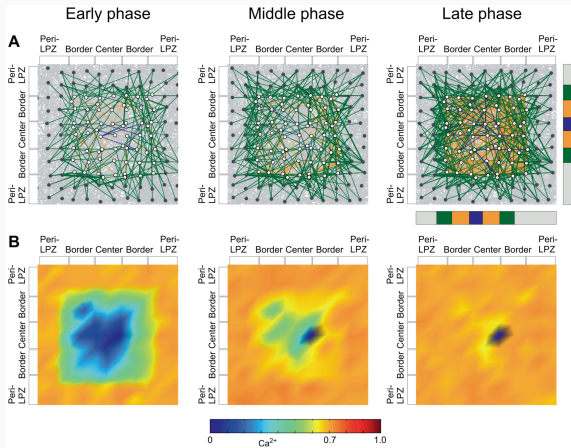 Early phase Middle phase Late phase
A
Peri-
LPZ Border Center Border Peri-
LPZ
Peri-
LPZ Border Center Border Peri-
LPZ
Peri-
LPZ Border Center Border Peri-
LPZ
Peri-
LPZ
Border
Center
Border
Peri-
LPZ
Peri-
LPZ
Border
Center
Border
Peri-
LPZ
Peri-
LPZ
Border
Center
Border
Peri-
LPZ
B
Peri-
LPZ Border Center Border Peri-
LPZ
Peri-
LPZ Border Center Border Peri-
LPZ
Peri-
LPZ Border Center Border Peri-
LPZ
Peri-
LPZ
Border
Center
Border
Peri-
LPZ
Peri-
LPZ
Border
Center
Border
Peri-
LPZ
Peri-
LPZ
Border
Center
Border
Peri-
LPZ
0 Ca²⁺ 0.7 1.0